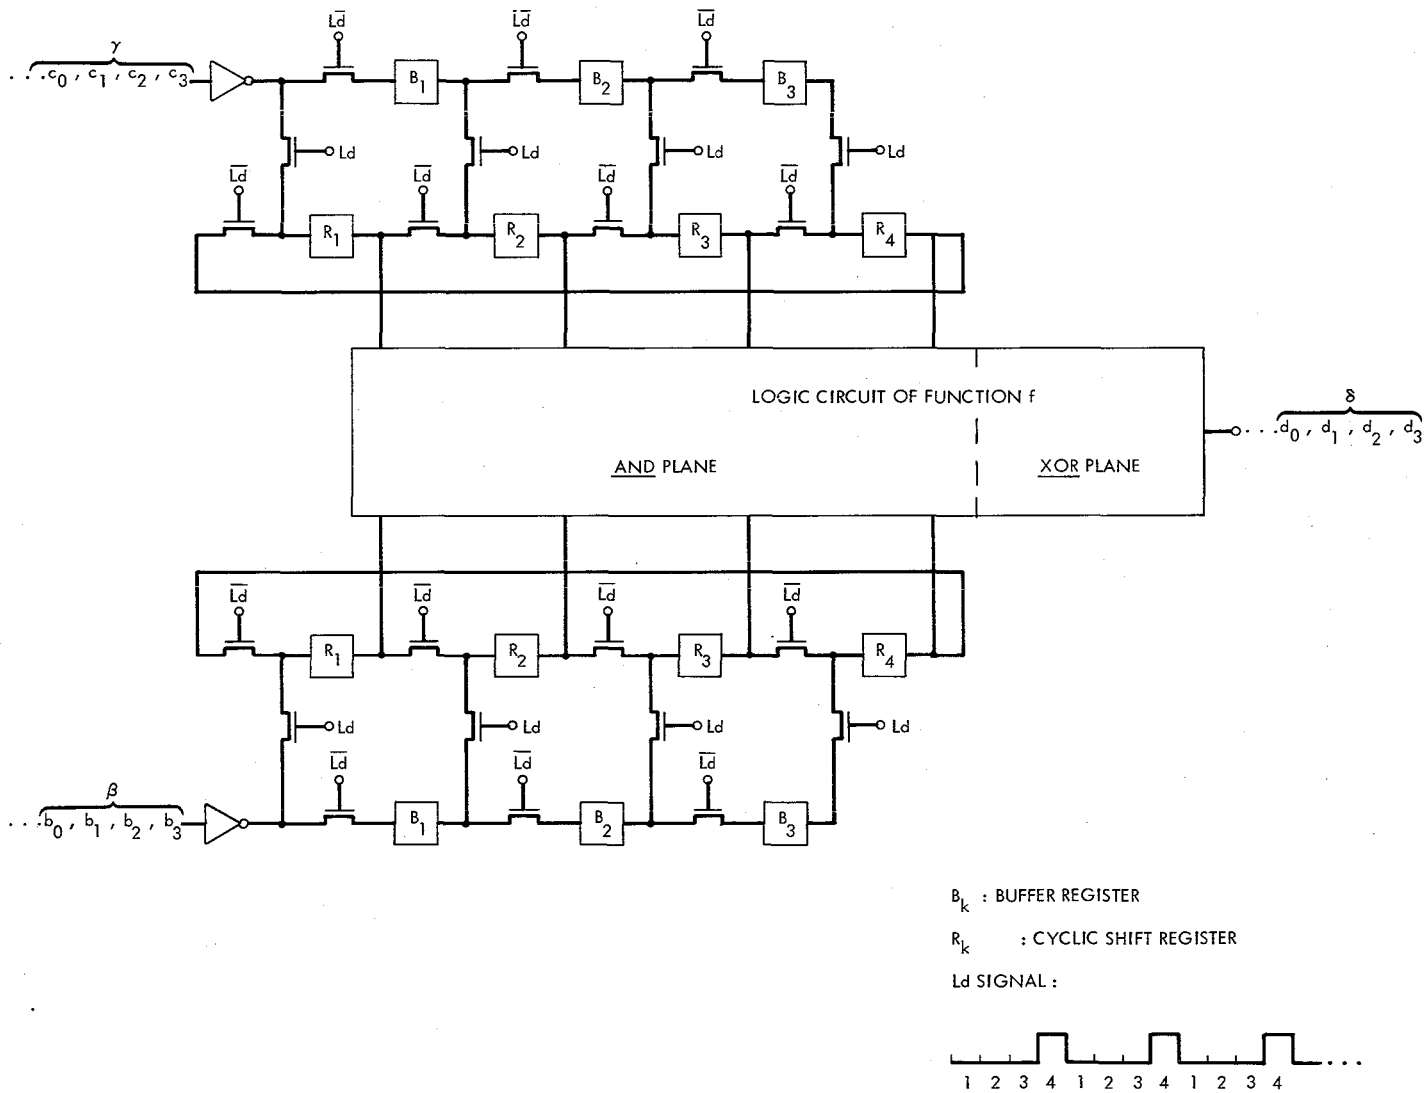 Ld Ld Ld
γ
...c0 , c1 , c2 , c3 B1 B2 B3
Ld Ld Ld Ld
Ld Ld Ld Ld
R1 R2 R3 R4
LOGIC CIRCUIT OF FUNCTION f
δ
...d0 , d1 , d2 , d3
AND PLANE XOR PLANE
Ld Ld Ld Ld
R1 R2 R3 R4
Ld Ld Ld Ld
Ld Ld Ld
β
...b0 , b1 , b2 , b3 B1 B2 B3
Bk : BUFFER REGISTER
Rk : CYCLIC SHIFT REGISTER
Ld SIGNAL :
...
1 2 3 4 1 2 3 4 1 2 3 4